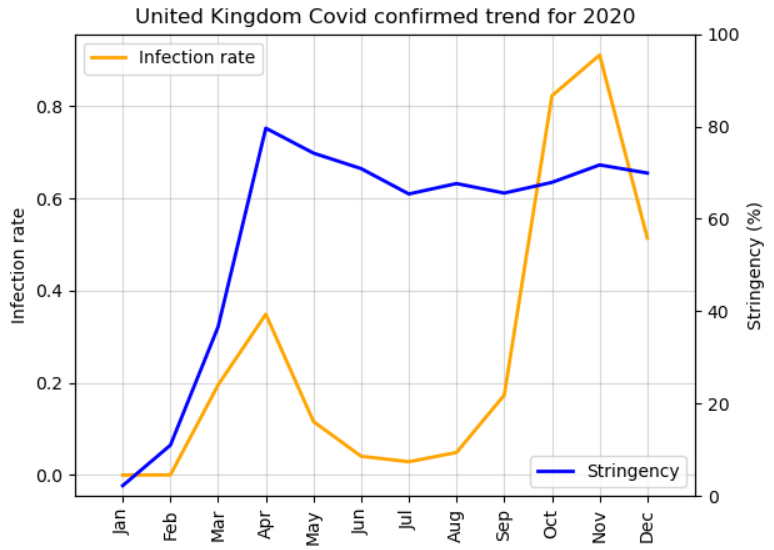 United Kingdom Covid confirmed trend for 2020
Infection rate
Stringency
Infection rate
0.8
0.6
0.4
0.2
0.0
100
80
60
40
20
0
Stringency (%)
Jan Feb Mar Apr May Jun Jul Aug Sep Oct Nov Dec